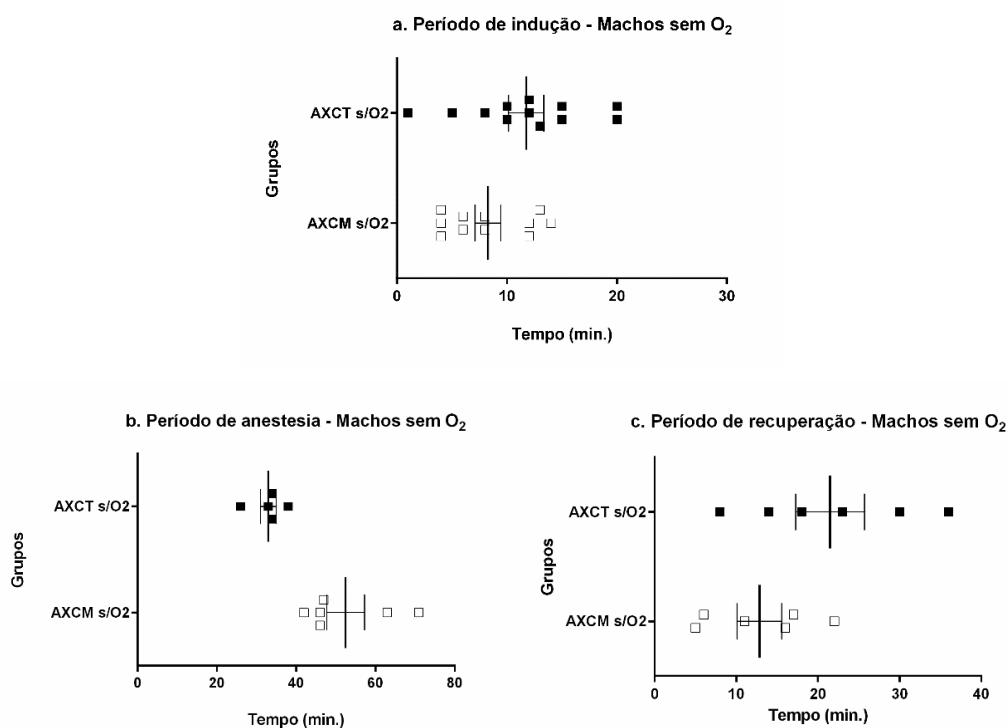 a. Período de indução - Machos sem O₂
AXCT s/O2
AXCM s/O2
Grupos
0 10 20 30
Tempo (min.)
b. Período de anestesia - Machos sem O₂
AXCT s/O2
AXCM s/O2
Grupos
0 20 40 60 80
Tempo (min.)
c. Período de recuperação - Machos sem O₂
AXCT s/O2
AXCM s/O2
Grupos
0 10 20 30 40
Tempo (min.)